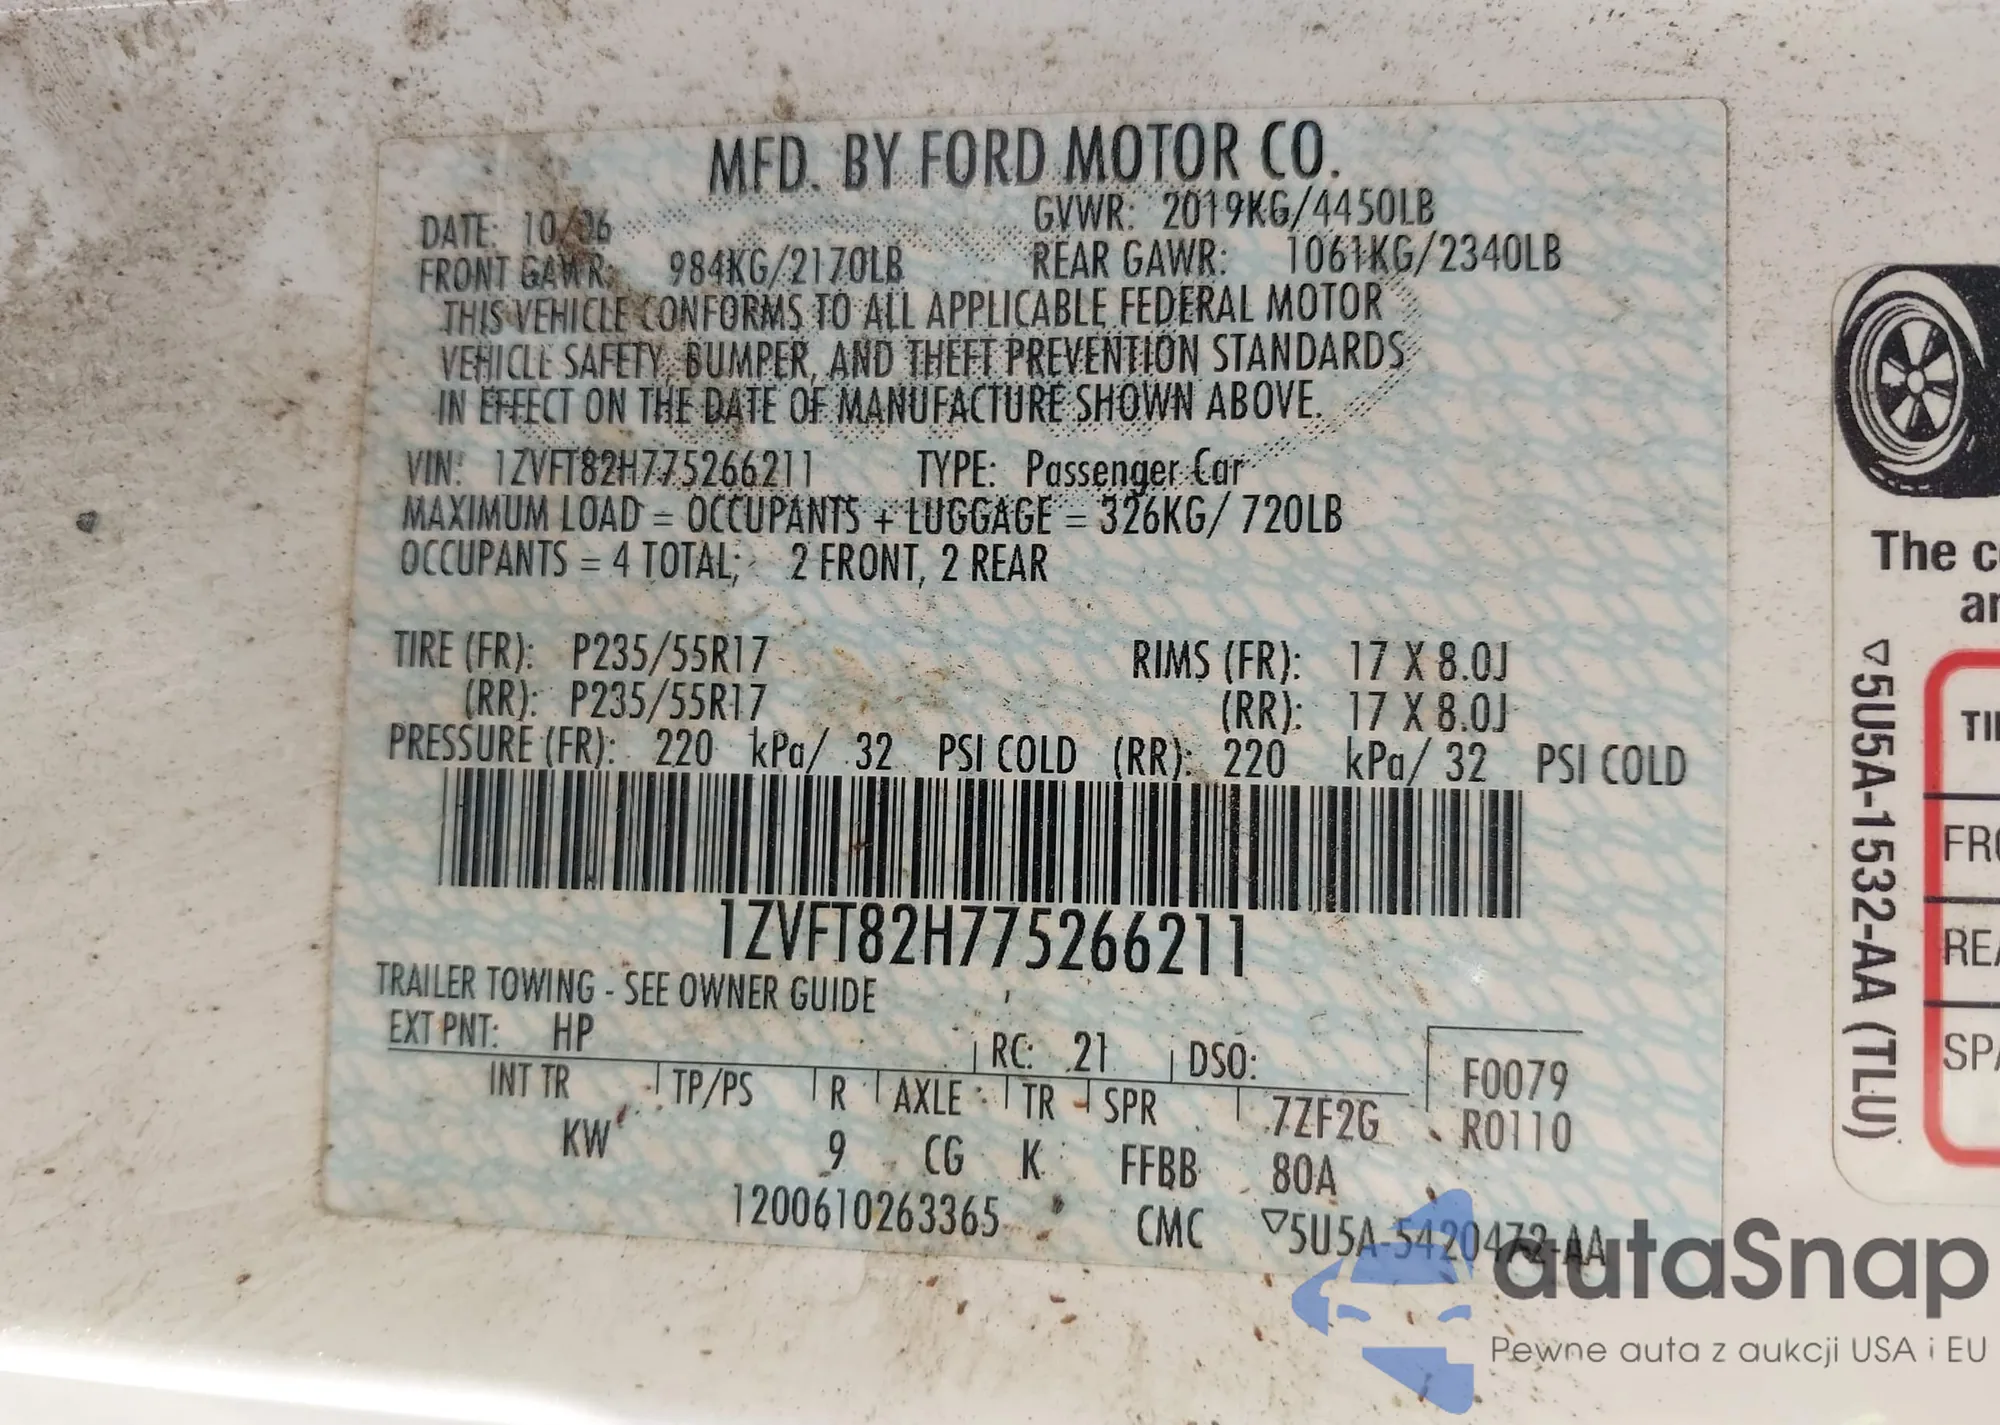 MFD. BY FORD MOTOR CO.
DATE: 10/06 GVWR: 2019KG/4450LB
FRONT GAWR: 984KG/2170LB REAR GAWR: 1061KG/2340LB
THIS VEHICLE CONFORMS TO ALL APPLICABLE FEDERAL MOTOR
VEHICLE SAFETY, BUMPER, AND THEFT PREVENTION STANDARDS
IN EFFECT ON THE DATE OF MANUFACTURE SHOWN ABOVE.
VIN: 1ZVFT82H775266211 TYPE: Passenger Car
MAXIMUM LOAD = OCCUPANTS + LUGGAGE = 326KG/ 720LB
OCCUPANTS = 4 TOTAL; 2 FRONT, 2 REAR
TIRE (FR): P235/55R17 RIMS (FR): 17 X 8.0J
(RR): P235/55R17 (RR): 17 X 8.0J
PRESSURE (FR): 220 kPa/ 32 PSI COLD (RR): 220 kPa/ 32 PSI COLD
1ZVFT82H775266211
TRAILER TOWING - SEE OWNER GUIDE
EXT PNT: HP RC: 21 DSO: F0079
INT TR TP/PS R AXLE TR SPR 7ZF2G R0110
KW 9 CG K FFBB 80A
1200610263365 CMC ▽5U5A-5420472-AA
The
▽5U5A-1532-AA (TLU)
autaSnap
Pewne auta z aukcji USA i EU